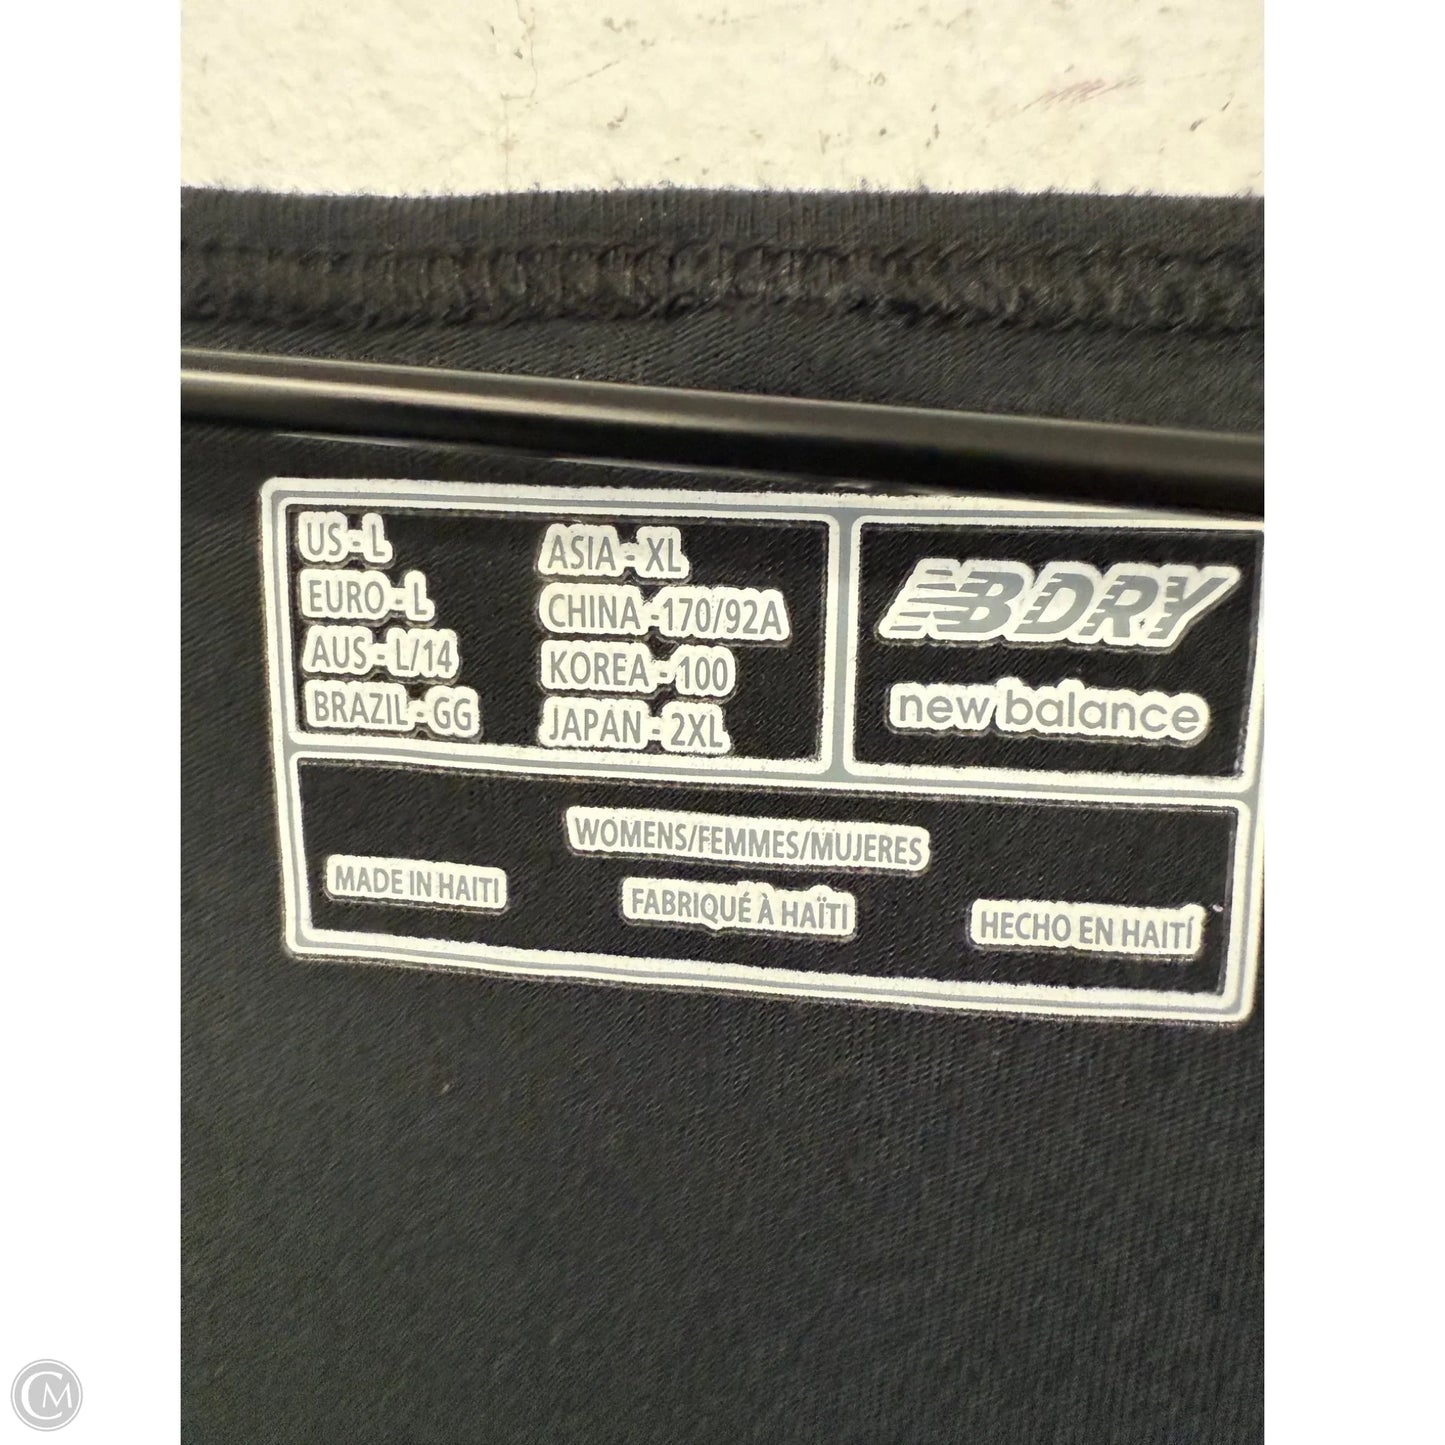 US - L
EURO - L
AUS - L/14
BRAZIL - GG
ASIA - XL
CHINA -170/92A
KOREA - 100
JAPAN - 2XL
NBDRY
new balance
WOMENS/FEMMES/MUJERES
MADE IN HAITI
FABRIQUÉ À HAÏTI
HECHO EN HAITÍ
CM